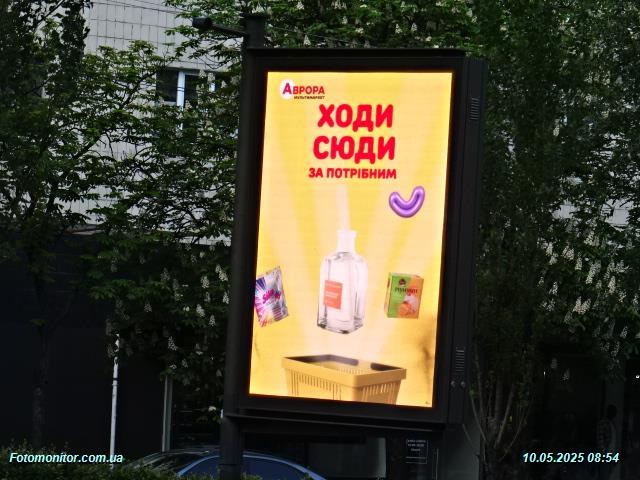 АВРОРА
МУЛЬТИМАРКЕТ
ХОДИ
СЮДИ
ЗА ПОТРІБНИМ
Fotomonitor.com.ua
10.05.2025 08:54